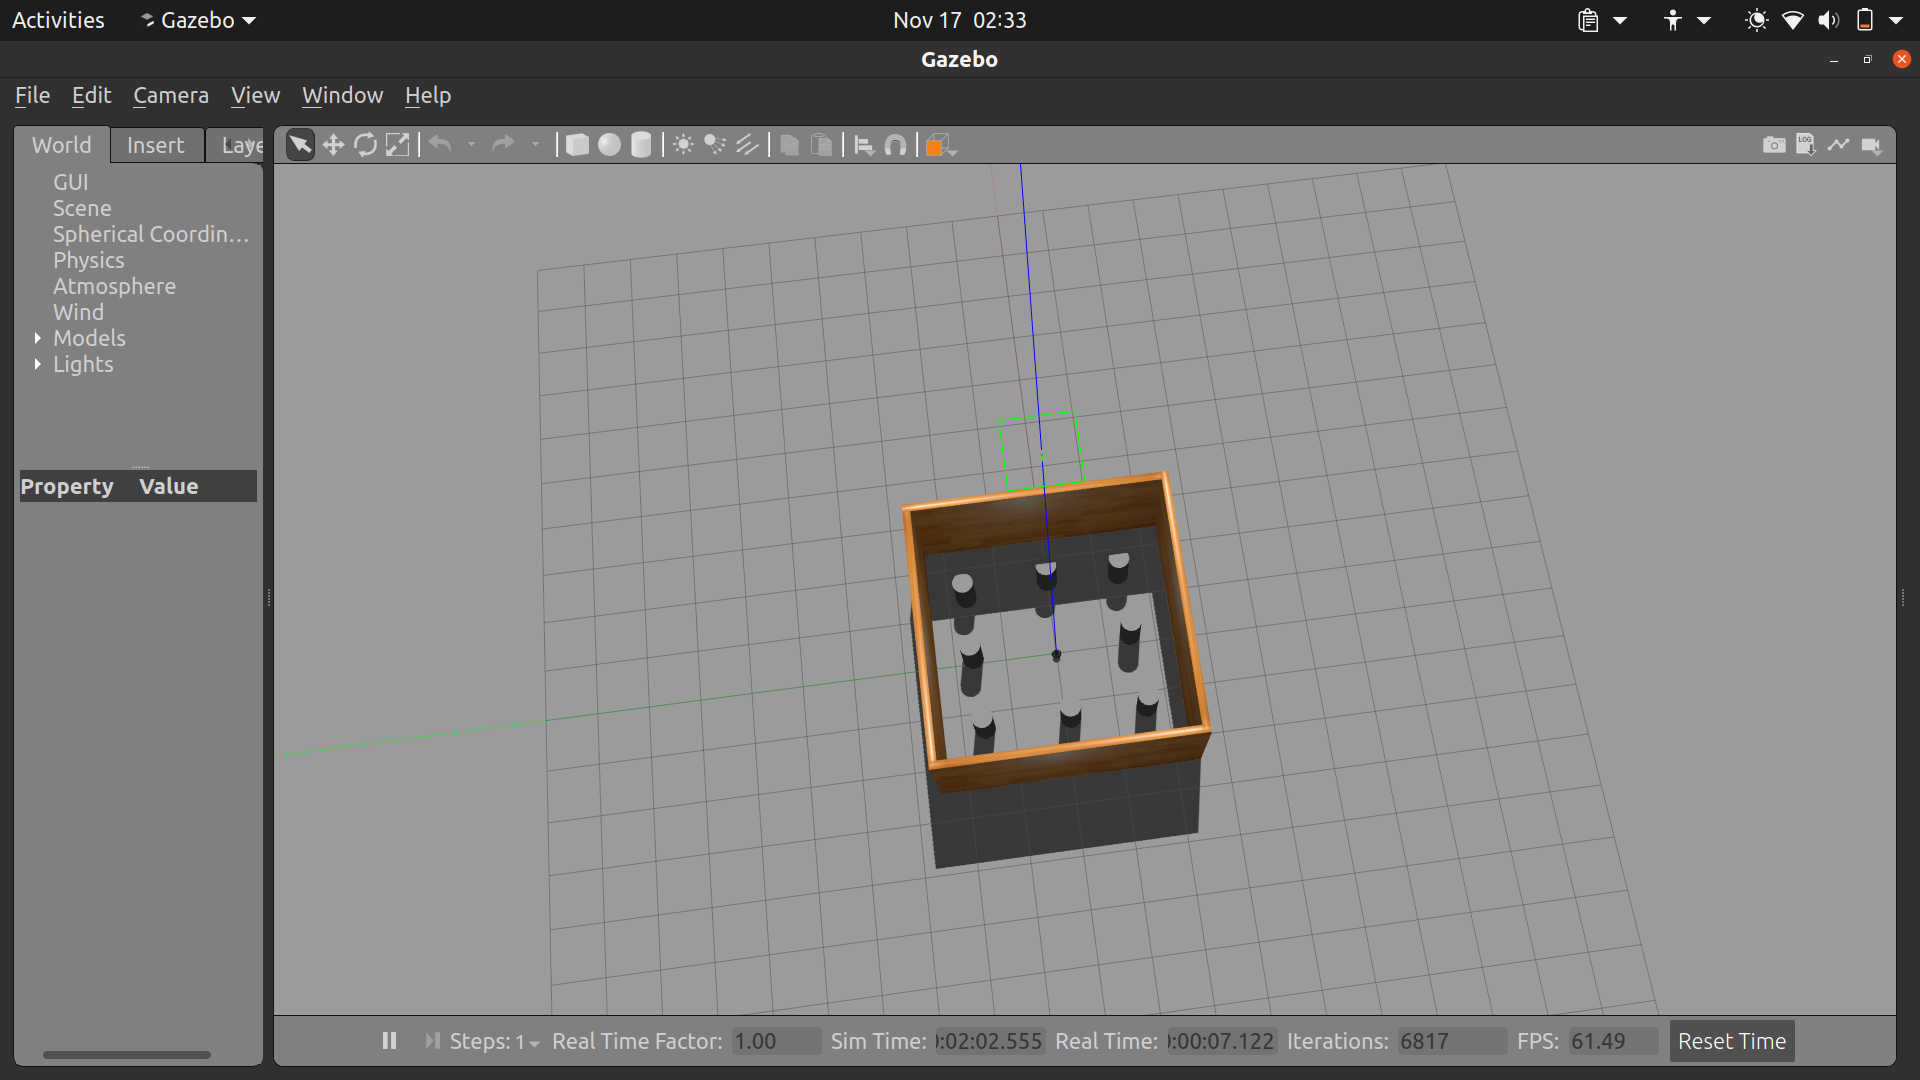 Activities Gazebo Nov 17 02:33
Gazebo
File Edit Camera View Window Help
World Insert Laye
GUI
Scene
Spherical Coordin...
Physics
Atmosphere
Wind
Models
Lights
Property Value
LOG
Steps: 1 Real Time Factor: 1.00 Sim Time: ):02:02.555 Real Time: ):00:07.122 Iterations: 6817 FPS: 61.49 Reset Time